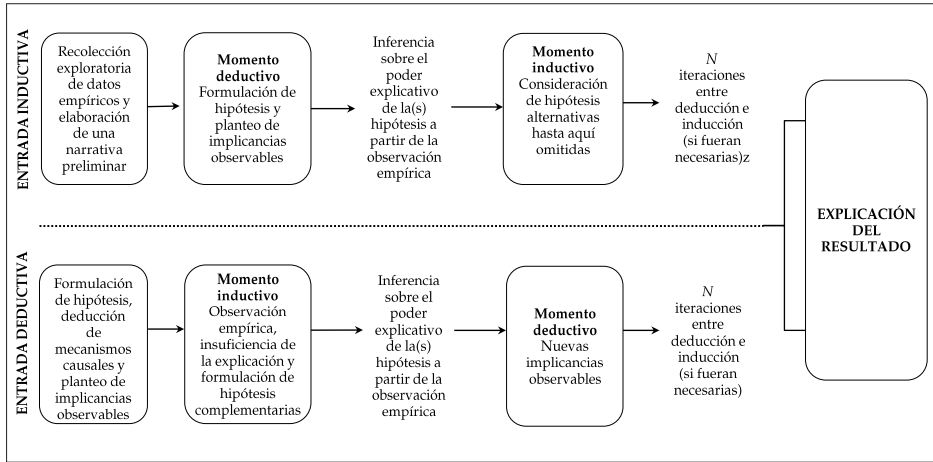 ENTRADA INDUCTIVA
Recolección
exploratoria
de datos
empíricos y
elaboración
de una
narrativa
preliminar
Momento
deductivo
Formulación de
hipótesis y
planteo de
implicancias
observables
Inferencia
sobre el
poder
explicativo
de la(s)
hipótesis a
partir de la
observación
empírica
Momento
inductivo
Consideración
de hipótesis
alternativas
hasta aquí
omitidas
N
iteraciones
entre
deducción e
inducción
(si fueran
necesarias)z
ENTRADA DEDUCTIVA
Formulación
de hipótesis,
deducción
de
mecanismos
causales y
planteo de
implicancias
observables
Momento
inductivo
Observación
empírica,
insuficiencia de
la explicación y
formulación de
hipótesis
complementarias
Inferencia
sobre el
poder
explicativo
de la(s)
hipótesis a
partir de la
observación
empírica
Momento
deductivo
Nuevas
implicancias
observables
N
iteraciones
entre
deducción e
inducción
(si fueran
necesarias)
EXPLICACIÓN
DEL
RESULTADO